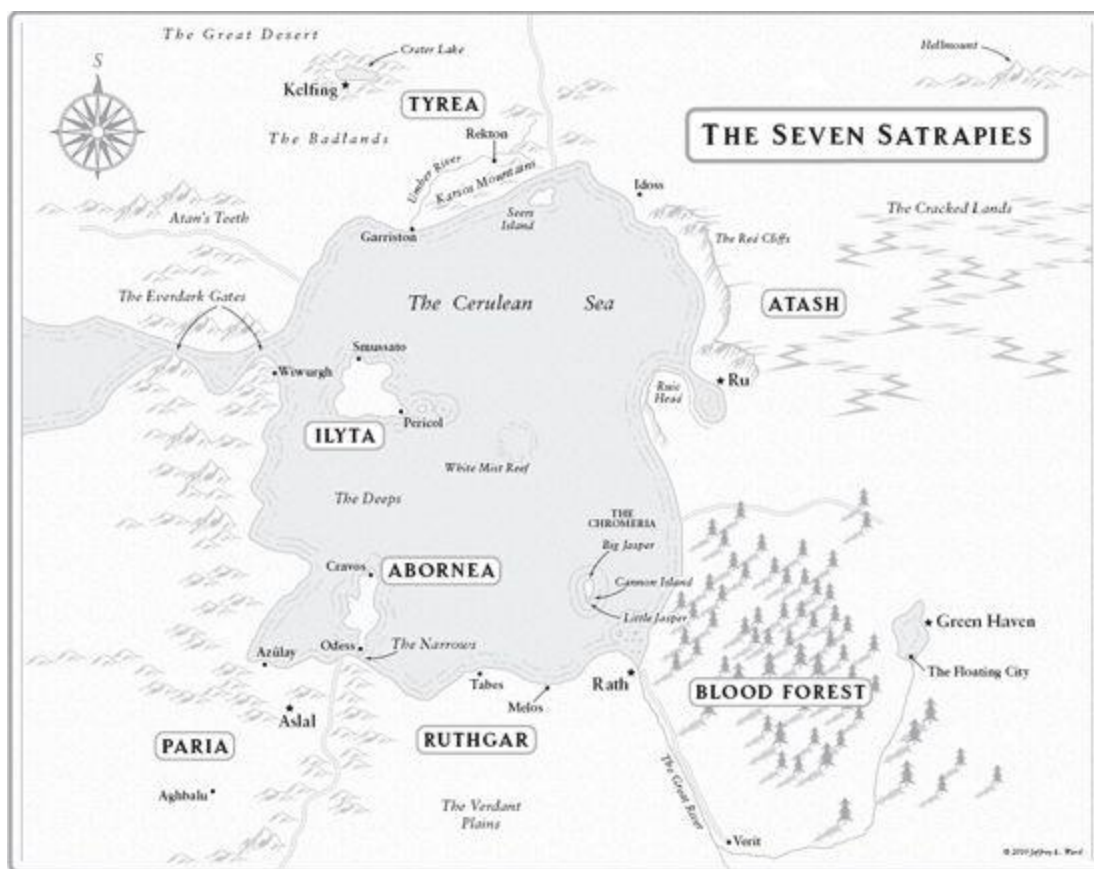 The Great Desert
Crater Lake
Hellmount
S
Kelfing
TYREA
THE SEVEN SATRAPIES
The Badlands
Rekton
Umber River
Karsos Mountains
Idoss
Atan's Teeth
Seers
Island
The Cracked Lands
Garriston
The Red Cliffs
The Everdark Gates
The Cerulean Sea
ATASH
Smussato
Wiwurgh
Ruic
Head
Ru
Pericol
ILYTA
White Mist Reef
The Deeps
THE
CHROMERIA
Big Jasper
Cravos
ABORNEA
Cannon Island
Little Jasper
Green Haven
Azûlay
Odess
The Narrows
The Floating City
Tabes
Rath
BLOOD FOREST
Melos
Aslal
PARIA
RUTHGAR
The Great River
Aghbalu
The Verdant
Plains
Verit
© 2010 Jeffrey L. Ward